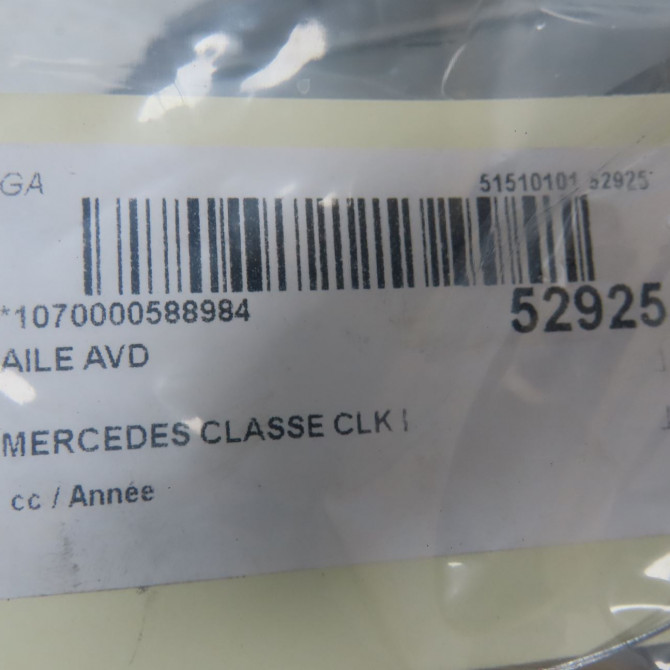 GA 51510101 52925
*1070000588984 52925
AILE AVD
MERCEDES CLASSE CLK I
cc / Année